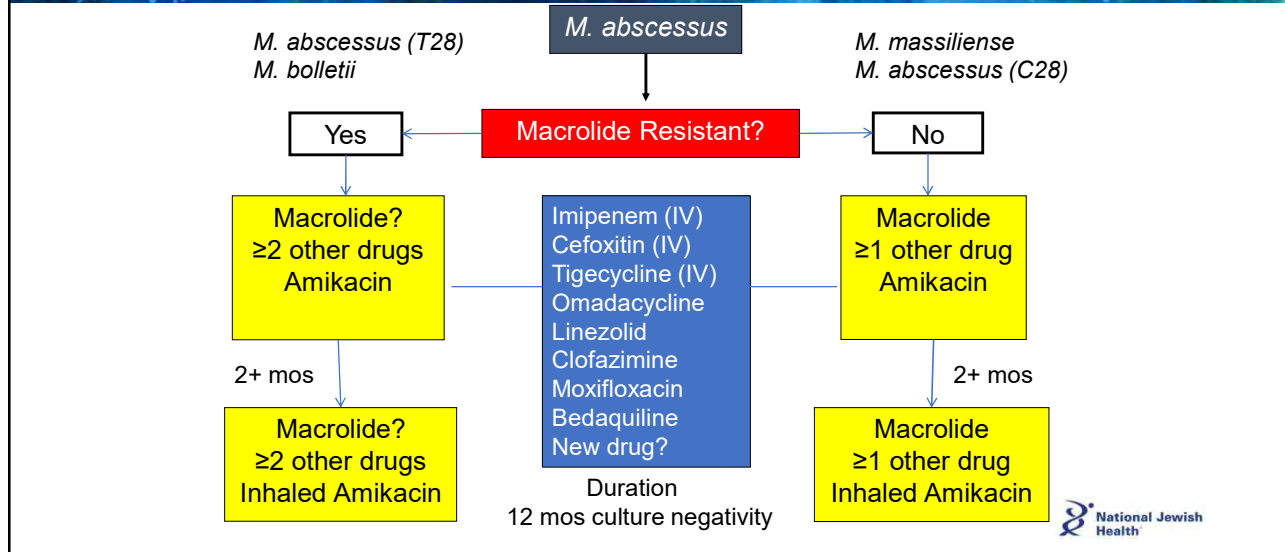 M. abscessus
M. abscessus (T28)
M. bolletii
M. massiliense
M. abscessus (C28)
Yes
Macrolide Resistant?
No
Macrolide?
≥2 other drugs
Amikacin
Imipenem (IV)
Cefoxitin (IV)
Tigecycline (IV)
Omadacycline
Linezolid
Clofazimine
Moxifloxacin
Bedaquiline
New drug?
Macrolide
≥1 other drug
Amikacin
2+ mos
2+ mos
Macrolide?
≥2 other drugs
Inhaled Amikacin
Duration
12 mos culture negativity
Macrolide
≥1 other drug
Inhaled Amikacin
National Jewish
Health